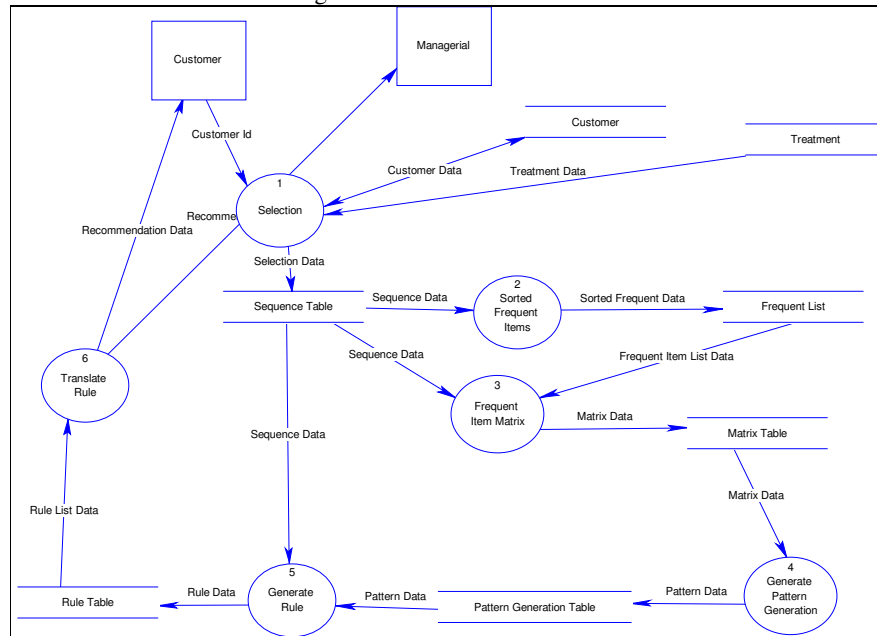 Customer
Managerial
Customer Id
Customer
Treatment
Customer Data
Treatment Data
1
Selection
Recomme
Recommendation Data
Selection Data
Sequence Table
Sequence Data
2
Sorted
Frequent
Items
Sorted Frequent Data
Frequent List
Sequence Data
Frequent Item List Data
6
Translate
Rule
3
Frequent
Item Matrix
Matrix Data
Matrix Table
Sequence Data
Matrix Data
Rule List Data
5
Generate
Rule
4
Generate
Pattern
Generation
Rule Table
Rule Data
Pattern Data
Pattern Generation Table
Pattern Data